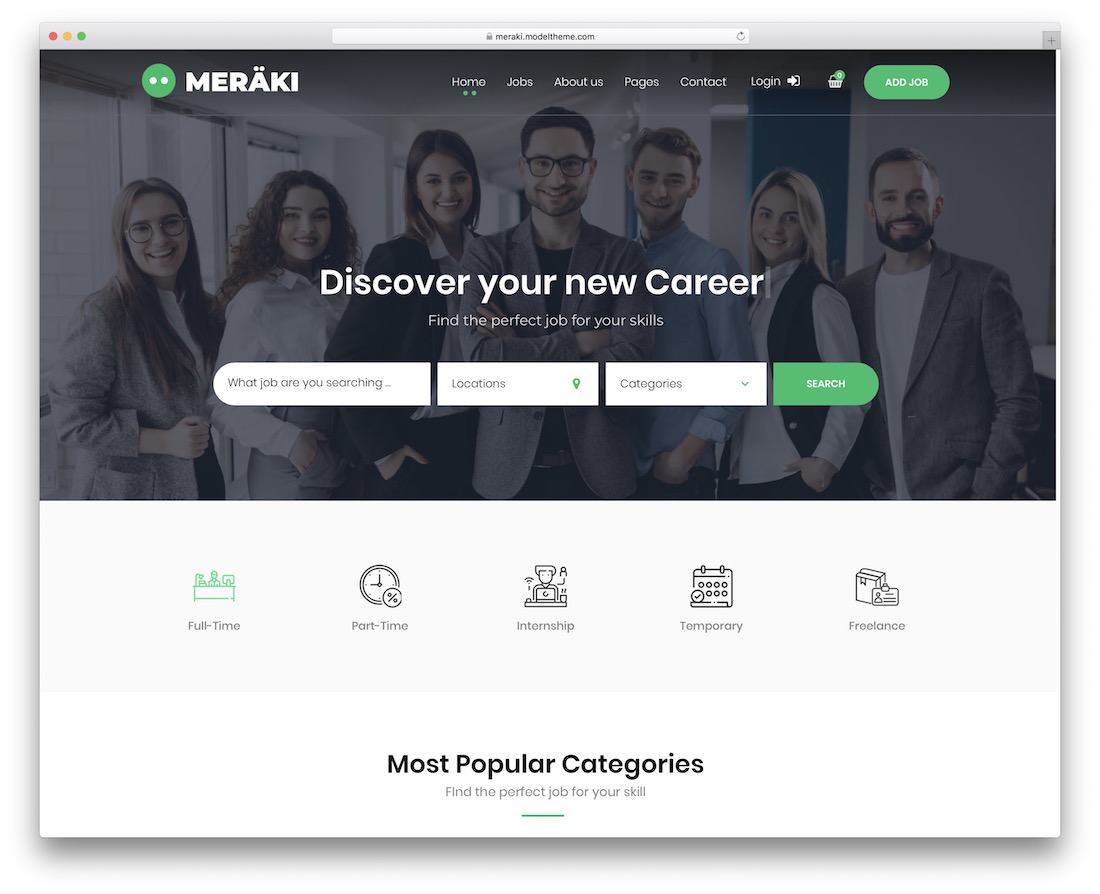 meraki.modeltheme.com
MERÄKI
Home Jobs About us Pages Contact Login 0 ADD JOB
Discover your new Career
Find the perfect job for your skills
What job are you searching ... Locations Categories SEARCH
Full-Time Part-Time Internship Temporary Freelance
Most Popular Categories
FInd the perfect job for your skill